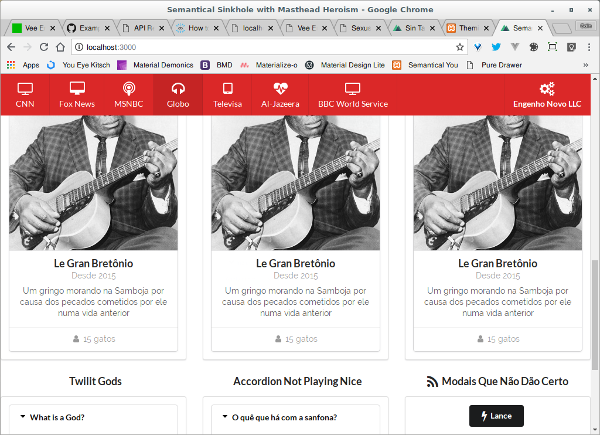 Semantical Sinkhole with Masthead Heroism - Google Chrome
Vee E
Examp
API Re
How s
localh
Vee E
Sexue
Sin Te
Them
Sema
localhost:3000
Apps
You Eye Kitsch
Material Demonics
BMD
Materialize-o
Material Design Lite
Semantical You
Pure Drawer
CNN
Fox News
MSNBC
Globo
Televisa
Al-Jazeera
BBC World Service
Engenho Novo LLC
Le Gran Bretônio
Desde 2015
Um gringo morando na Samboja por
causa dos pecados cometidos por ele
numa vida anterior
15 gatos
Le Gran Bretônio
Desde 2015
Um gringo morando na Samboja por
causa dos pecados cometidos por ele
numa vida anterior
15 gatos
Le Gran Bretônio
Desde 2015
Um gringo morando na Samboja por
causa dos pecados cometidos por ele
numa vida anterior
15 gatos
Twilit Gods
Accordion Not Playing Nice
Modais Que Não Dão Certo
What is a God?
O quê que há com a sanfona?
Lance